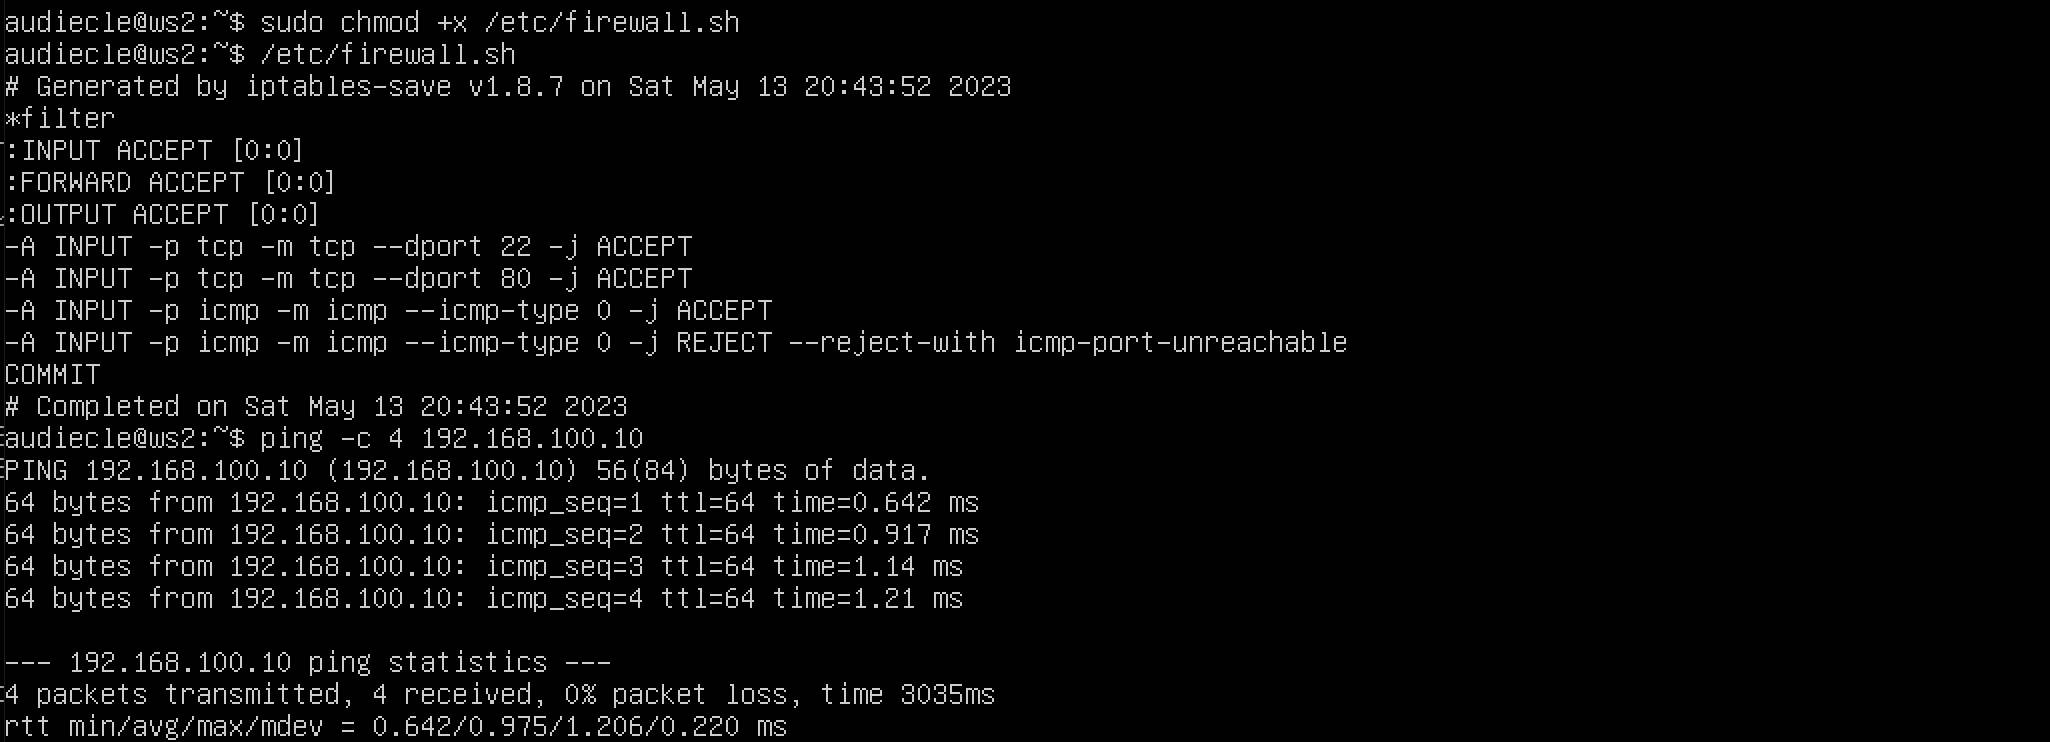 audiecle@ws2:~$ sudo chmod +x /etc/firewall.sh
audiecle@ws2:~$ /etc/firewall.sh
# Generated by iptables-save v1.8.7 on Sat May 13 20:43:52 2023
*filter
:INPUT ACCEPT [0:0]
:FORWARD ACCEPT [0:0]
:OUTPUT ACCEPT [0:0]
-A INPUT -p tcp -m tcp --dport 22 -j ACCEPT
-A INPUT -p tcp -m tcp --dport 80 -j ACCEPT
-A INPUT -p icmp -m icmp --icmp-type 0 -j ACCEPT
-A INPUT -p icmp -m icmp --icmp-type 0 -j REJECT --reject-with icmp-port-unreachable
COMMIT
# Completed on Sat May 13 20:43:52 2023
audiecle@ws2:~$ ping -c 4 192.168.100.10
PING 192.168.100.10 (192.168.100.10) 56(84) bytes of data.
64 bytes from 192.168.100.10: icmp_seq=1 ttl=64 time=0.642 ms
64 bytes from 192.168.100.10: icmp_seq=2 ttl=64 time=0.917 ms
64 bytes from 192.168.100.10: icmp_seq=3 ttl=64 time=1.14 ms
64 bytes from 192.168.100.10: icmp_seq=4 ttl=64 time=1.21 ms
--- 192.168.100.10 ping statistics ---
4 packets transmitted, 4 received, 0% packet loss, time 3035ms
rtt min/avg/max/mdev = 0.642/0.975/1.206/0.220 ms